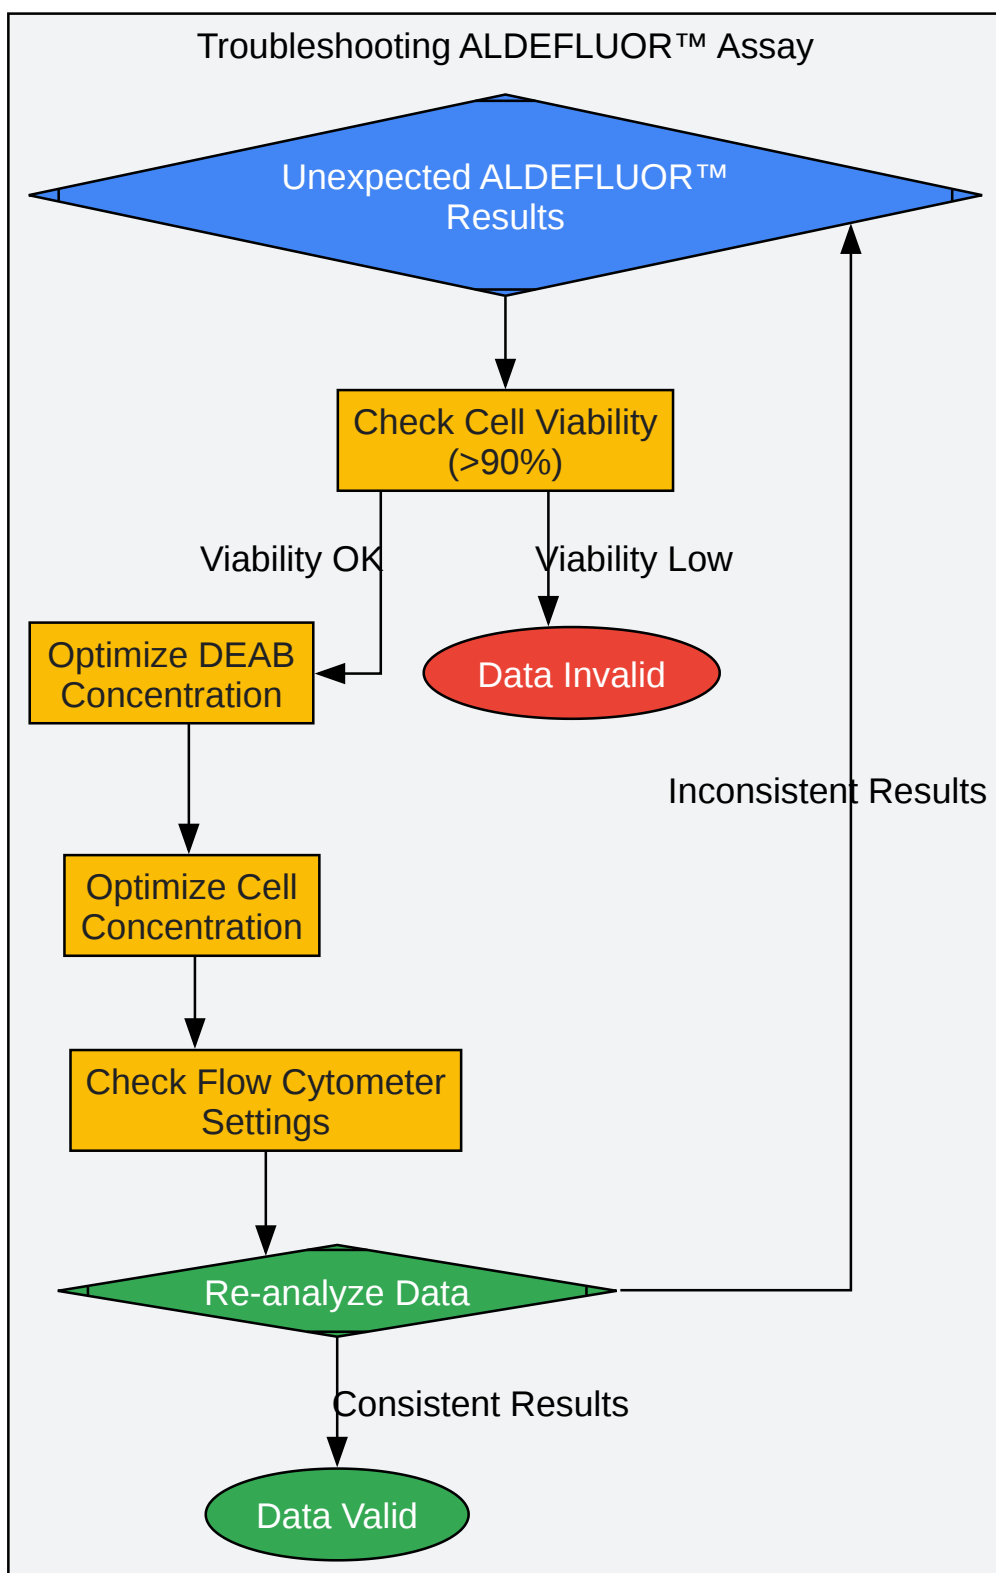 Troubleshooting ALDEFLUOR™ Assay
Unexpected ALDEFLUOR™
Results
Check Cell Viability
(>90%)
Viability OK
Viability Low
Optimize DEAB
Concentration
Data Invalid
Inconsistent Results
Optimize Cell
Concentration
Check Flow Cytometer
Settings
Re-analyze Data
Consistent Results
Data Valid